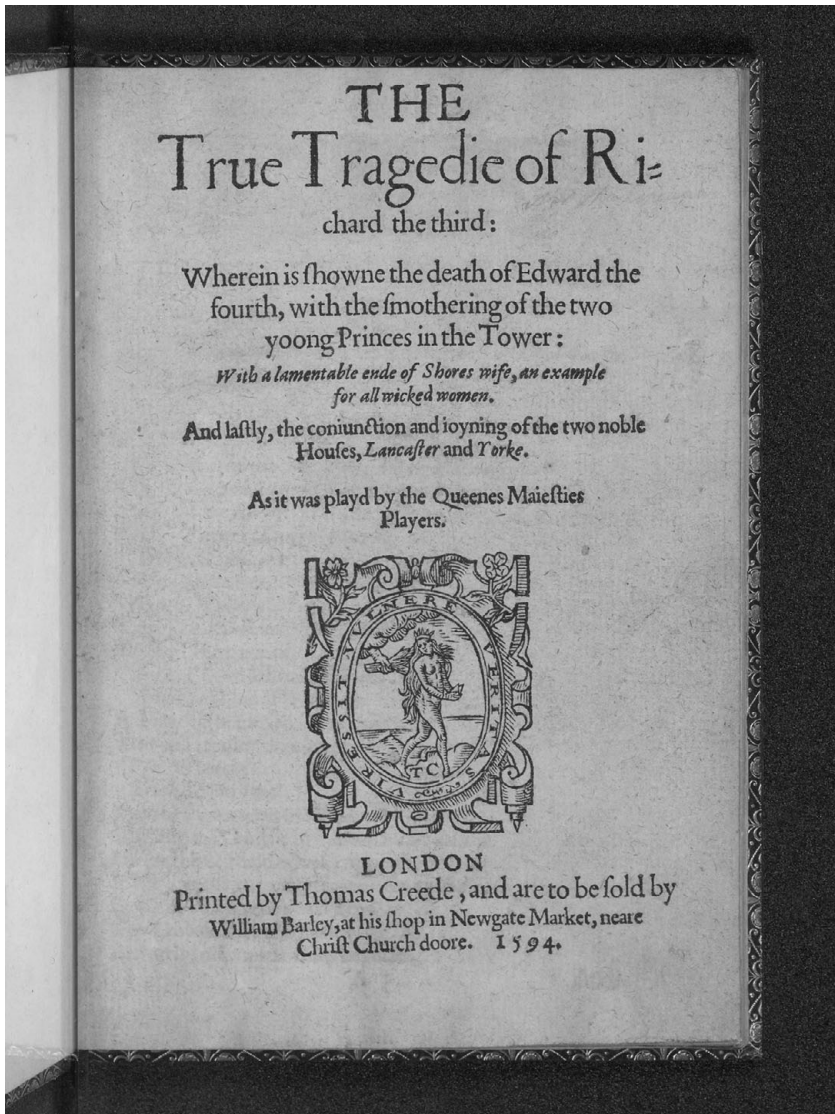 THE
True Tragedie of Ri=
chard the third:
Wherein is ſhowne the death of Edward the
fourth, with the ſmothering of the two
yoong Princes in the Tower:
With a lamentable ende of Shores wife, an example
for all wicked women.
And laſtly, the coniunction and ioyning of the two noble
Houſes, Lancaſter and Yorke.
As it was playd by the Queenes Maieſties
Players.
VIRESSIT VVLNERE VERITAS
TC
LONDON
Printed by Thomas Creede, and are to be ſold by
William Barley, at his ſhop in Newgate Market, neare
Chriſt Church doore. 1594.